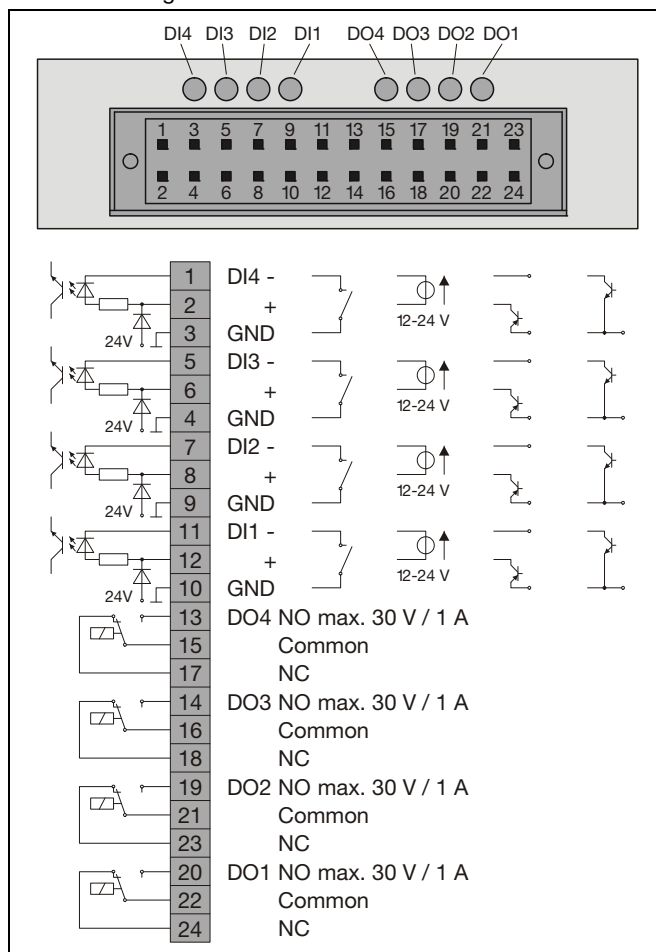 DI4 DI3 DI2 DI1 DO4 DO3 DO2 DO1
1 3 5 7 9 11 13 15 17 19 21 23
2 4 6 8 10 12 14 16 18 20 22 24
1 DI4 -
2 + 12-24 V
24V 3 GND
5 DI3 -
6 + 12-24 V
24V 4 GND
7 DI2 -
8 + 12-24 V
24V 9 GND
11 DI1 -
12 + 12-24 V
24V 10 GND
13 DO4 NO max. 30 V / 1 A
15 Common
17 NC
14 DO3 NO max. 30 V / 1 A
16 Common
18 NC
19 DO2 NO max. 30 V / 1 A
21 Common
23 NC
20 DO1 NO max. 30 V / 1 A
22 Common
24 NC